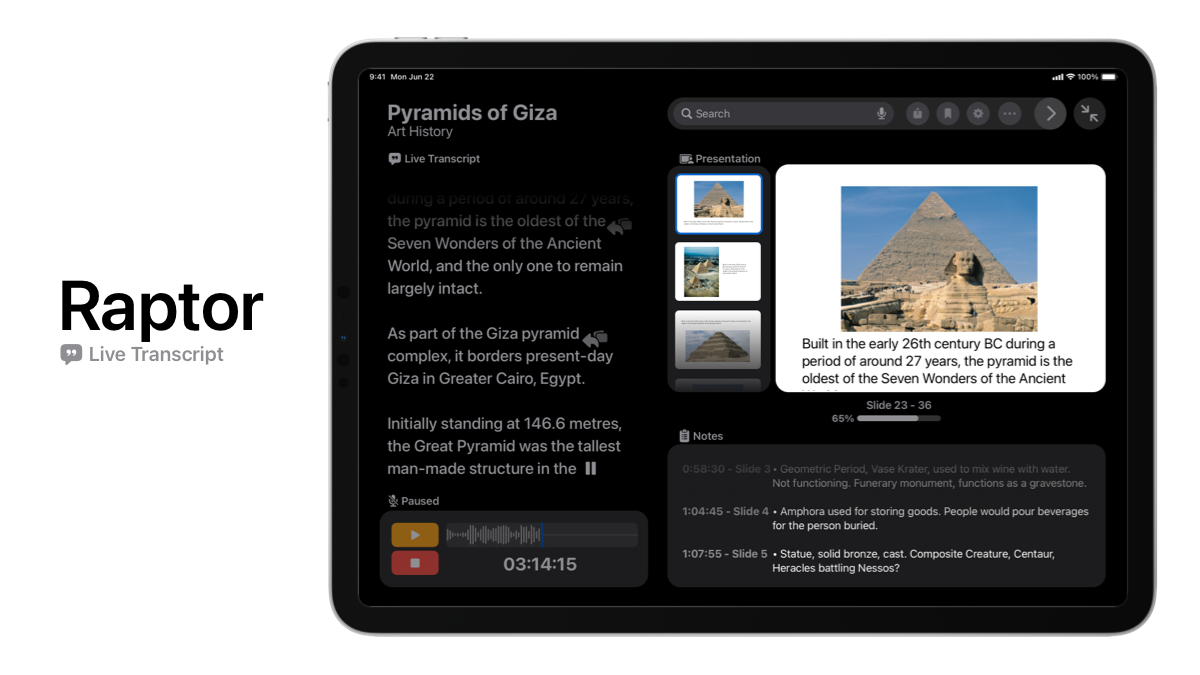 Raptor
Live Transcript
9:41 Mon Jun 22
100%
Pyramids of Giza
Art History
Live Transcript
during a period of around 27 years,
the pyramid is the oldest of the
Seven Wonders of the Ancient
World, and the only one to remain
largely intact.
As part of the Giza pyramid
complex, it borders present-day
Giza in Greater Cairo, Egypt.
Initially standing at 146.6 metres,
the Great Pyramid was the tallest
man-made structure in the
Paused
03:14:15
Search
Presentation
Built in the early 26th century BC during a
period of around 27 years, the pyramid is the
oldest of the Seven Wonders of the Ancient
Slide 23 - 36
65%
Notes
0:58:30 - Slide 3 • Geometric Period, Vase Krater, used to mix wine with water.
Not functioning. Funerary monument, functions as a gravestone.
1:04:45 - Slide 4 • Amphora used for storing goods. People would pour beverages
for the person buried.
1:07:55 - Slide 5 • Statue, solid bronze, cast. Composite Creature, Centaur,
Heracles battling Nessos?